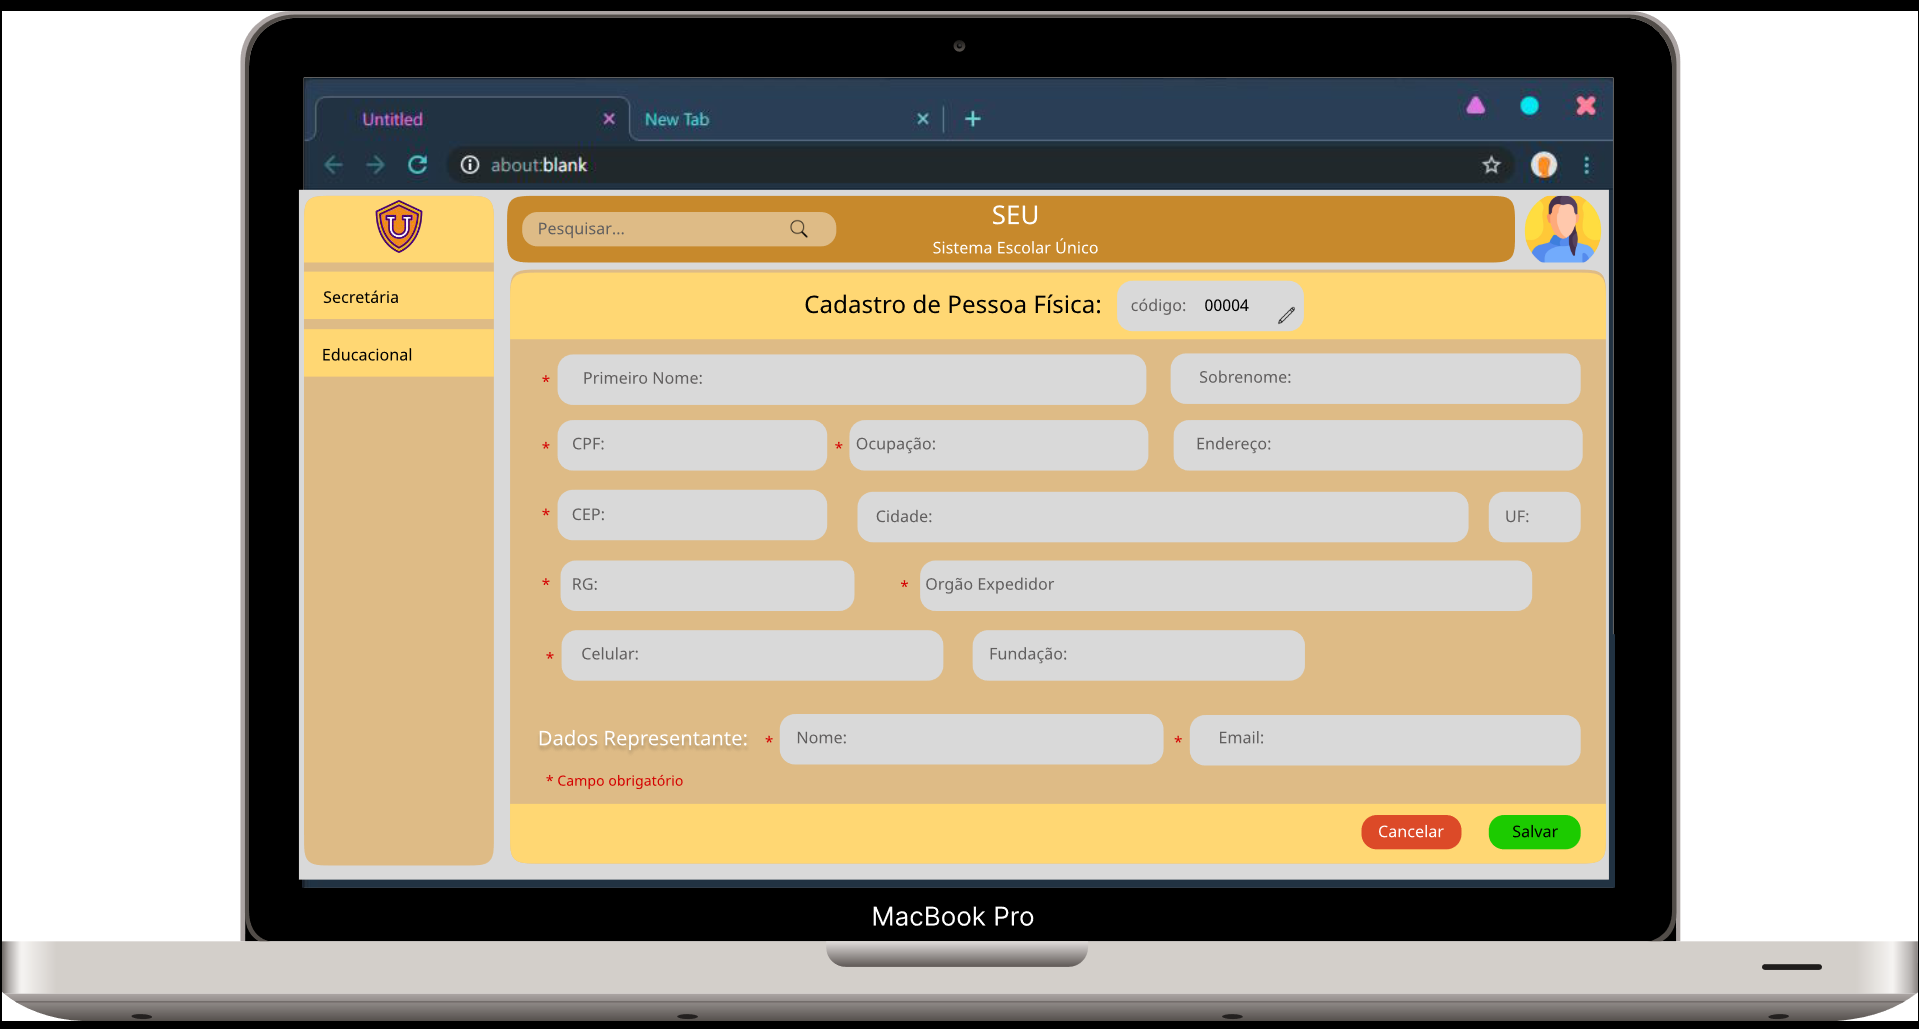 Untitled
New Tab
about:blank
U
Pesquisar...
SEU
Sistema Escolar Único
Secretária
Educacional
Cadastro de Pessoa Física:
código: 00004
* Primeiro Nome:
Sobrenome:
* CPF:
* Ocupação:
Endereço:
* CEP:
Cidade:
UF:
* RG:
* Orgão Expedidor
* Celular:
Fundação:
Dados Representante:
* Nome:
* Email:
* Campo obrigatório
Cancelar
Salvar
MacBook Pro